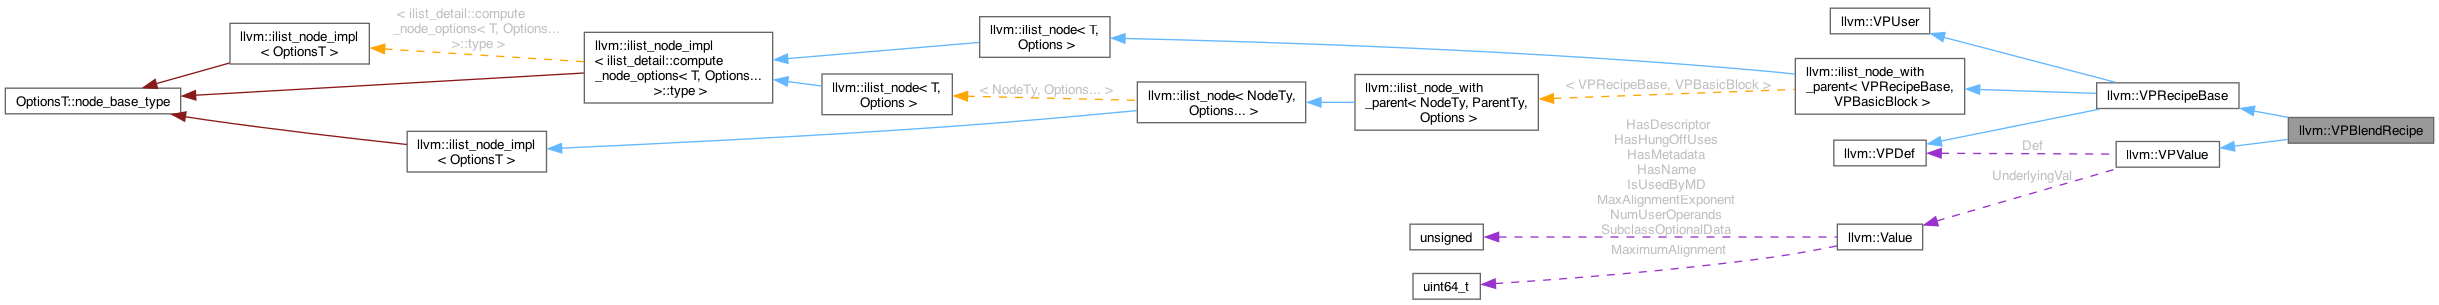 OptionsT::node_base_type
llvm::ilist_node_impl
< OptionsT >
< ilist_detail::compute
_node_options< T, Options...
>::type >
llvm::ilist_node_impl
< ilist_detail::compute
_node_options< T, Options...
>::type >
llvm::ilist_node_impl
< OptionsT >
llvm::ilist_node< T,
Options >
llvm::ilist_node< T,
Options >
< NodeTy, Options... >
llvm::ilist_node< NodeTy,
Options... >
llvm::ilist_node_with
_parent< NodeTy, ParentTy,
Options >
< VPRecipeBase, VPBasicBlock >
llvm::ilist_node_with
_parent< VPRecipeBase,
VPBasicBlock >
llvm::VPUser
llvm::VPRecipeBase
llvm::VPBlendRecipe
llvm::VPDef
Def
llvm::VPValue
UnderlyingVal
HasDescriptor
HasHungOffUses
HasMetadata
HasName
IsUsedByMD
MaxAlignmentExponent
NumUserOperands
SubclassOptionalData
unsigned
llvm::Value
MaximumAlignment
uint64_t